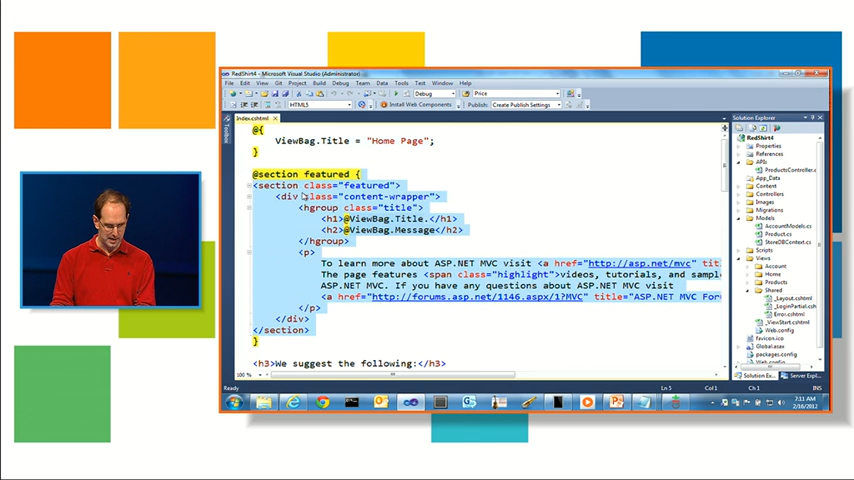 RedShirt4 - Microsoft Visual Studio (Administrator)
File Edit View Git Project Build Debug Team Data Tools Test Window Help
Debug Price
HTML5 Install Web Components Publish: Create Publish Settings
Index.cshtml
Toolbox
@{
ViewBag.Title = "Home Page";
}
@section featured {
<section class="featured">
<div class="content-wrapper">
<hgroup class="title">
<h1>@ViewBag.Title.</h1>
<h2>@ViewBag.Message</h2>
</hgroup>
<p>
To learn more about ASP.NET MVC visit <a href="http://asp.net/mvc" titl
The page features <span class="highlight">videos, tutorials, and sampl
ASP.NET MVC. If you have any questions about ASP.NET MVC visit
<a href="http://forums.asp.net/1146.aspx/1?MVC" title="ASP.NET MVC For
</p>
</div>
</section>
}
<h3>We suggest the following:</h3>
100 %
Solution Explorer
RedShirt4
Properties
References
APIs
ProductsController.c
App_Data
Content
Controllers
Images
Migrations
Models
AccountModels.cs
Product.cs
StoreDBContext.cs
Scripts
Views
Account
Home
Products
Shared
_Layout.cshtml
_LoginPartial.cshtml
Error.cshtml
_ViewStart.cshtml
Web.config
favicon.ico
Global.asax
packages.config
Web.config
Solution Ex... Server Expl...
Ready Ln 5 Col 1 Ch 1 INS
7:11 AM
2/16/2012